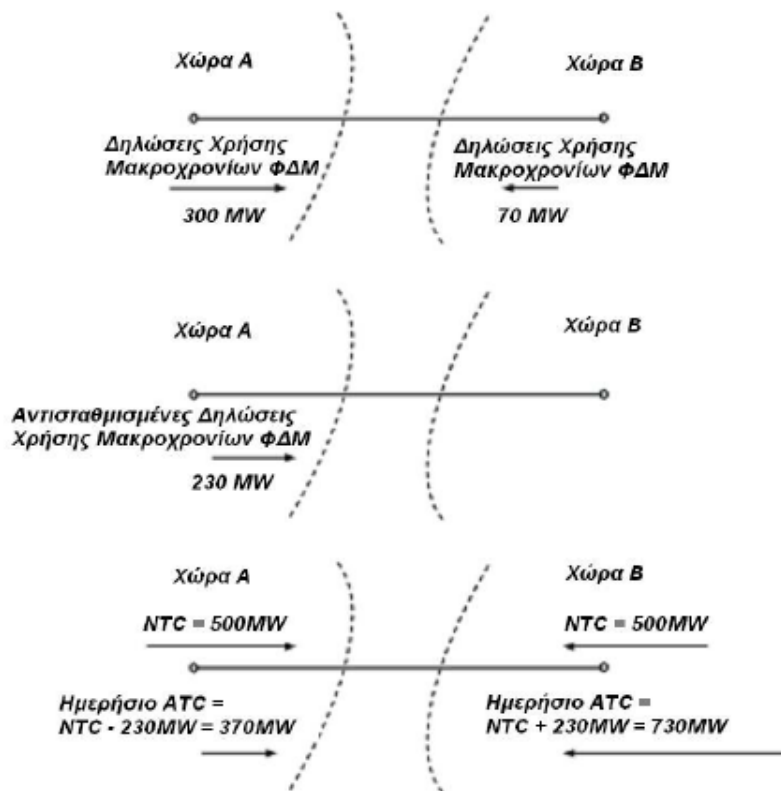 Χώρα Α
Χώρα Β
Δηλώσεις Χρήσης
Μακροχρονίων ΦΔΜ
300 MW
Δηλώσεις Χρήσης
Μακροχρονίων ΦΔΜ
70 MW
Χώρα Α
Χώρα Β
Αντισταθμισμένες Δηλώσεις
Χρήσης Μακροχρονίων ΦΔΜ
230 MW
Χώρα Α
Χώρα Β
NTC = 500MW
NTC = 500MW
Ημερήσιο ATC =
NTC - 230MW = 370MW
Ημερήσιο ATC =
NTC + 230MW = 730MW